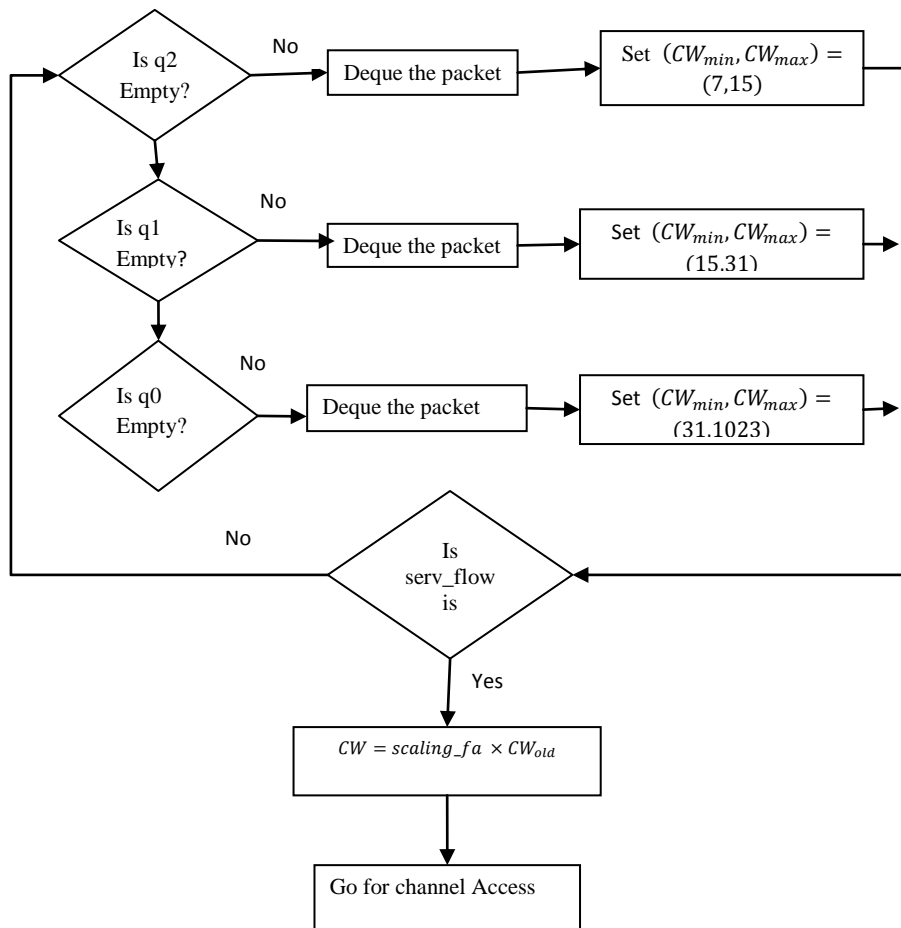 Is q2
Empty?
No
Deque the packet
Set (CW_min, CW_max) =
(7,15)
Is q1
Empty?
No
Deque the packet
Set (CW_min, CW_max) =
(15.31)
Is q0
Empty?
No
Deque the packet
Set (CW_min, CW_max) =
(31.1023)
No
Is
serv_flow
is
Yes
CW = scaling_fa × CW_old
Go for channel Access